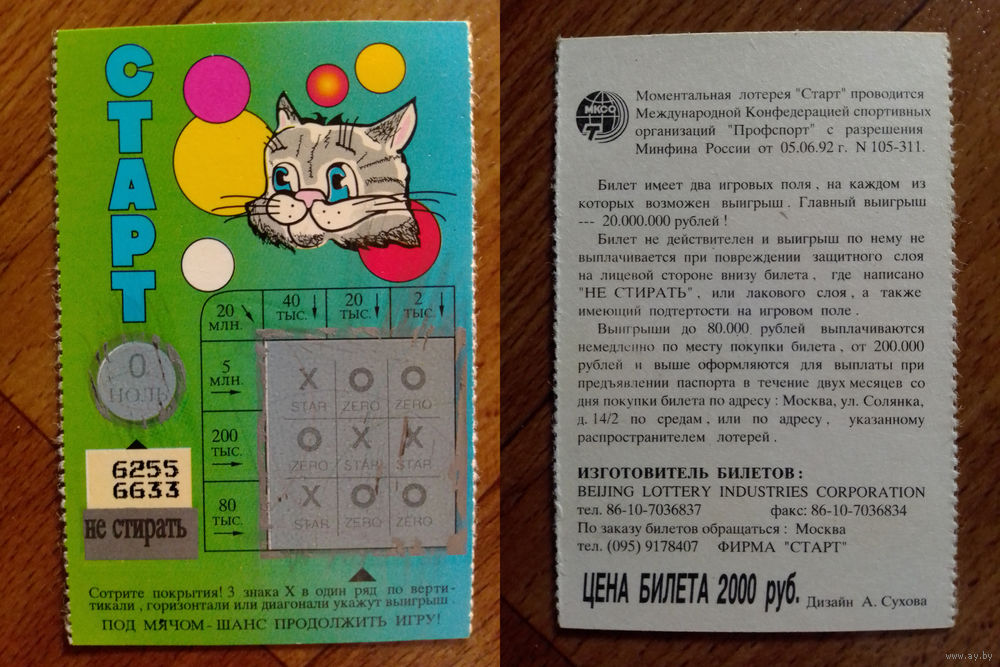 СТАРТ
20 МЛН.
40 ТЫС.
20 ТЫС.
2 ТЫС.
5 МЛН.
200 ТЫС.
80 ТЫС.
0
НОЛЬ
X O O
STAR ZERO ZERO
O X X
ZERO STAR STAR
X O O
STAR ZERO ZERO
6255
6633
не стирать
Сотрите покрытия! 3 знака X в один ряд по верти-
тикали , горизонтали или диагонали укажут выигрыш
ПОД МЯЧОМ- ШАНС ПРОДОЛЖИТЬ ИГРУ!
МКСО
Моментальная лотерея "Старт" проводится
Международной Конфедерацией спортивных
организаций "Профспорт" с разрешения
Минфина России от 05.06.92 г. N 105-311.
Билет имеет два игровых поля , на каждом из
которых возможен выигрыш . Главный выигрыш
--- 20.000.000 рублей !
Билет не действителен и выигрыш по нему не
выплачивается при повреждении защитного слоя
на лицевой стороне внизу билета , где написано
"НЕ СТИРАТЬ" , или лакового слоя , а также
имеющий подтертости на игровом поле .
Выигрыши до 80.000 рублей выплачиваются
немедленно по месту покупки билета , от 200.000
рублей и выше оформляются для выплаты при
предъявлении паспорта в течение двух месяцев со
дня покупки билета по адресу : Москва, ул. Солянка,
д. 14/2 по средам , или по адресу , указанному
распространителем лотерей .
ИЗГОТОВИТЕЛЬ БИЛЕТОВ :
BEIJING LOTTERY INDUSTRIES CORPORATION
тел. 86-10-7036837 факс: 86-10-7036834
По заказу билетов обращаться : Москва
тел. (095) 9178407 ФИРМА "СТАРТ"
ЦЕНА БИЛЕТА 2000 руб. Дизайн А. Сухова
www.ay.by